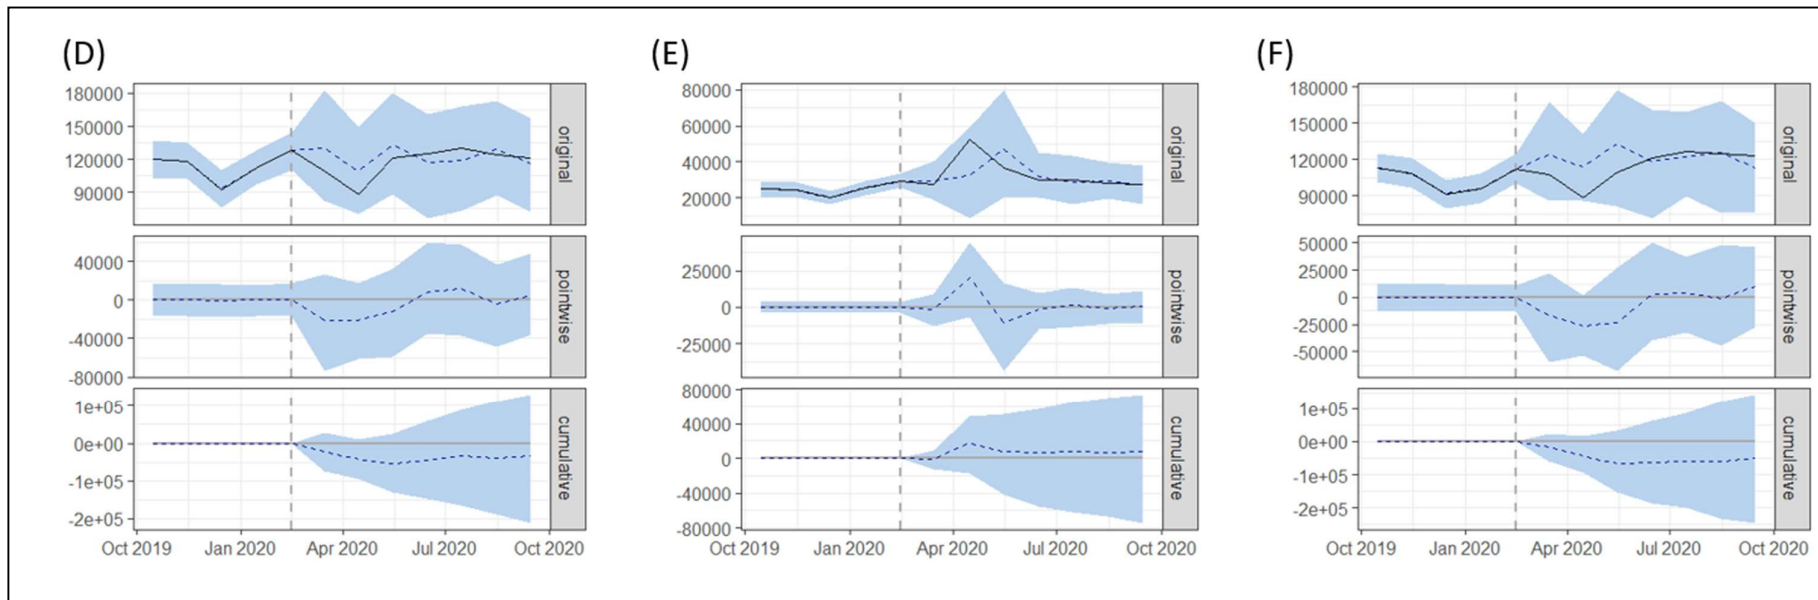 (D)
180000
150000
120000
90000
original
40000
0
-40000
-80000
pointwise
1e+05
0e+00
-1e+05
-2e+05
cumulative
Oct 2019 Jan 2020 Apr 2020 Jul 2020 Oct 2020
(E)
80000
60000
40000
20000
original
25000
0
-25000
pointwise
80000
40000
0
-40000
-80000
cumulative
Oct 2019 Jan 2020 Apr 2020 Jul 2020 Oct 2020
(F)
180000
150000
120000
90000
original
50000
25000
0
-25000
-50000
pointwise
1e+05
0e+00
-1e+05
-2e+05
cumulative
Oct 2019 Jan 2020 Apr 2020 Jul 2020 Oct 2020